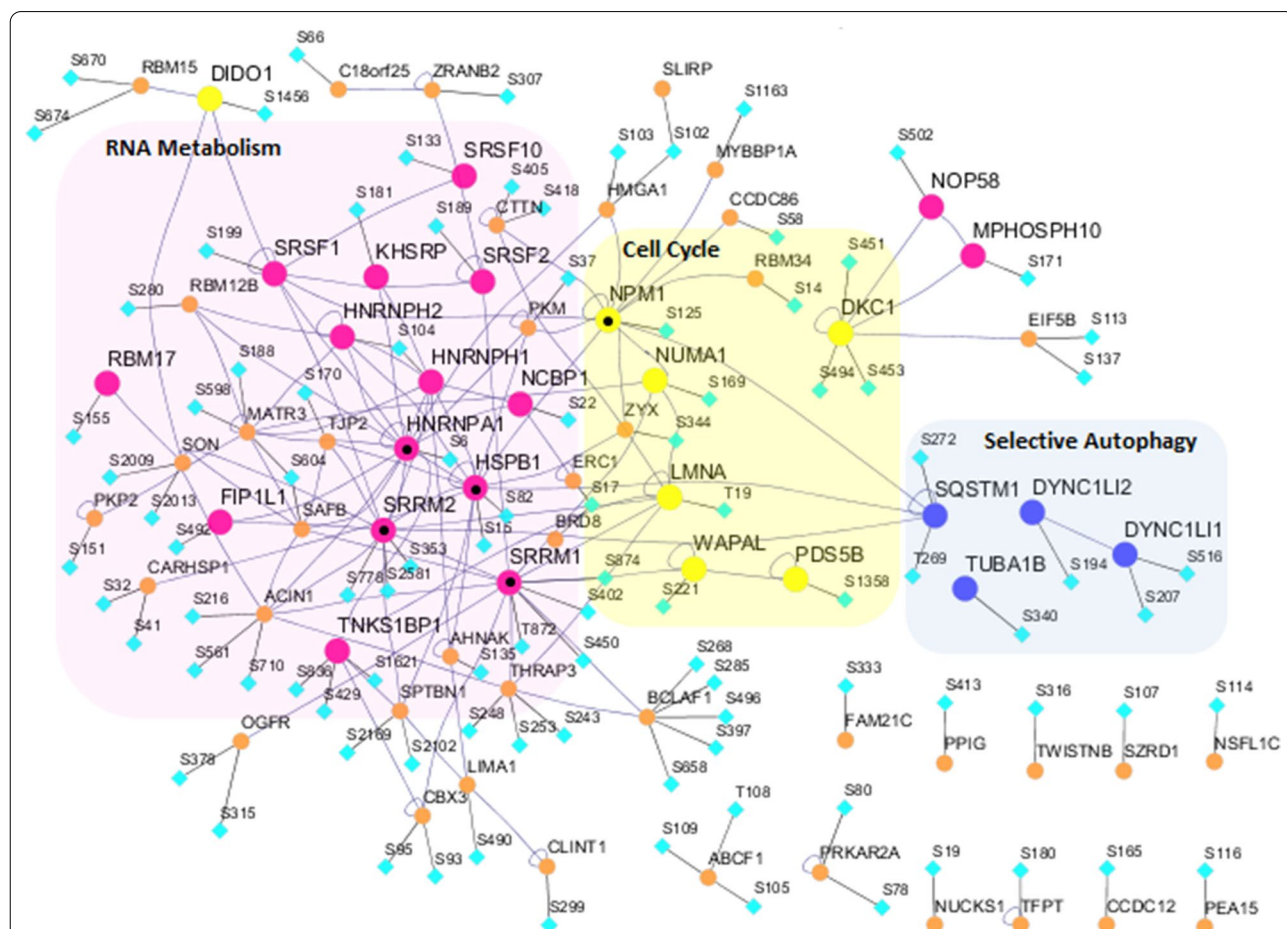 S66
S670
RBM15
DIDO1
C18orf25
ZRANB2
SLIRP
S307
S1456
S674
S1163
S103
S102
MYBBP1A
S502
RNA Metabolism
S133
SRSF10
S405
S418
CTTN
HMGA1
CCDC86
S58
NOP58
MPHOSPH10
S171
S181
S189
S199
SRSF1
KHSRP
SRSF2
Cell Cycle
S37
RBM34
S14
S451
DKC1
RBM12B
S280
HNRNPH2
PKM
NPM1
S125
EIF5B
S113
S137
S104
S188
S170
HNRNPH1
NUMA1
S169
S494
S453
RBM17
S155
S598
MATR3
TJP2
NCBP1
S22
ZYX
S344
HNRNPA1
S6
SON
S2009
S2013
S604
HSPB1
ERC1
S17
LMNA
T19
Selective Autophagy
S272
SQSTM1
DYNC1LI2
DYNC1LI1
S516
T269
TUBA1B
S194
S207
S340
PKP2
S151
FIP1L1
S492
SAFB
SRRM2
S82
S15
BRD8
S353
SRRM1
S874
WAPAL
S221
PDS5B
S1358
CARHSP1
S32
S41
S778
S2581
S402
S216
ACIN1
S561
S710
TNKS1BP1
T872
S450
AHNAK
S135
THRAP3
S836
S429
S1621
SPTBN1
S248
S253
S243
S268
S285
BCLAF1
S496
S397
S658
OGFR
S378
S315
S2169
S2102
LIMA1
CBX3
S95
S93
S490
CLINT1
S299
S333
FAM21C
S413
PPIG
S316
TWISTNB
S107
SZRD1
S114
NSFL1C
T108
S109
ABCF1
S105
S80
PRKAR2A
S78
S19
NUCKS1
S180
TFPT
S165
CCDC12
S116
PEA15